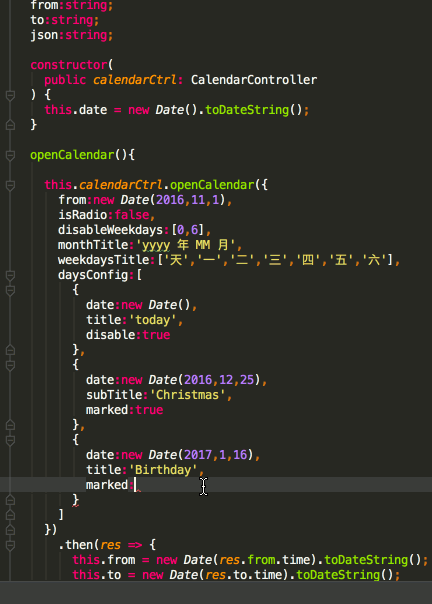 from:string;
to:string;
json:string;
constructor(
public calendarCtrl: CalendarController
) {
this.date = new Date().toDateString();
}
openCalendar(){
this.calendarCtrl.openCalendar({
from:new Date(2016,11,1),
isRadio:false,
disableWeekdays:[0,6],
monthTitle:'yyyy 年 MM 月',
weekdaysTitle:['天','一','二','三','四','五','六'],
daysConfig:[
{
date:new Date(),
title:'today',
disable:true
},
{
date:new Date(2016,12,25),
subTitle:'Christmas',
marked:true
},
{
date:new Date(2017,1,16),
title:'Birthday',
marked:
}
]
})
.then(res => {
this.from = new Date(res.from.time).toDateString();
this.to = new Date(res.to.time).toDateString();